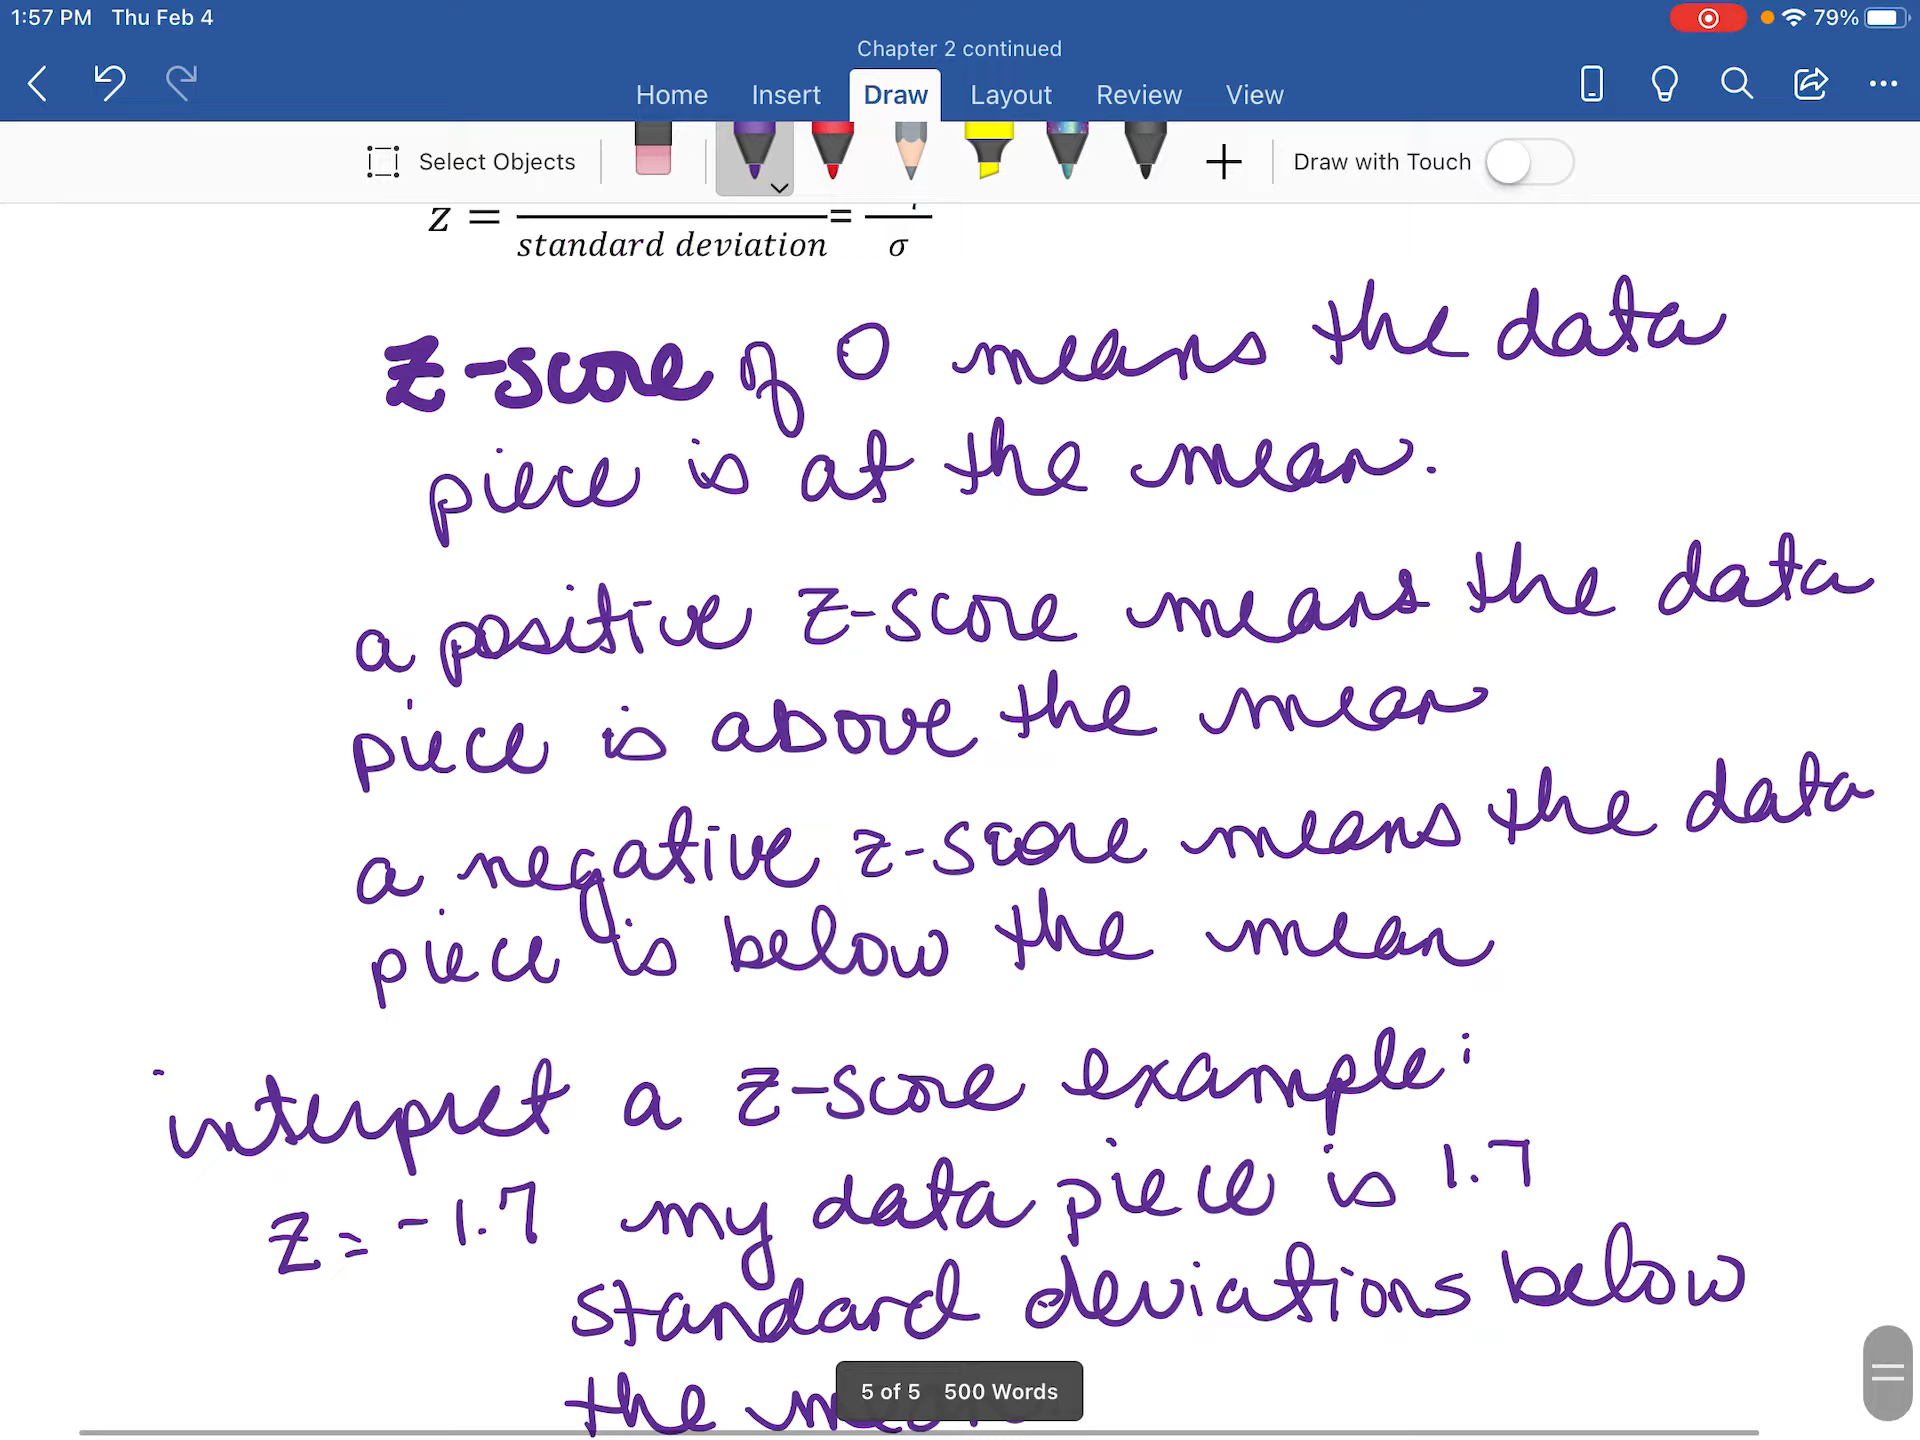 1:57 PM Thu Feb 4
79%
Chapter 2 continued
Home Insert Draw Layout Review View
Select Objects
Draw with Touch
z = standard deviation = σ
z-score of 0 means the data
piece is at the mean.
a positive z-score means the data
piece is above the mean
a negative z-score means the data
piece is below the mean
interpret a z-score example:
z = -1.7 my data piece is 1.7
standard deviations below
the
5 of 5 500 Words